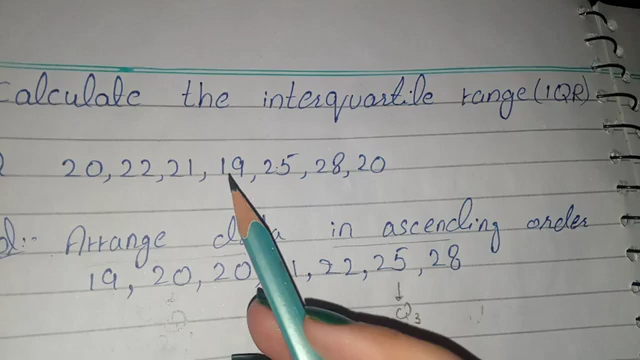 Calculate the interquartile range (IQR)
20, 22, 21, 19, 25, 28, 20
Arrange in ascending order
19, 20, 20, 1, 22, 25, 28
Q3